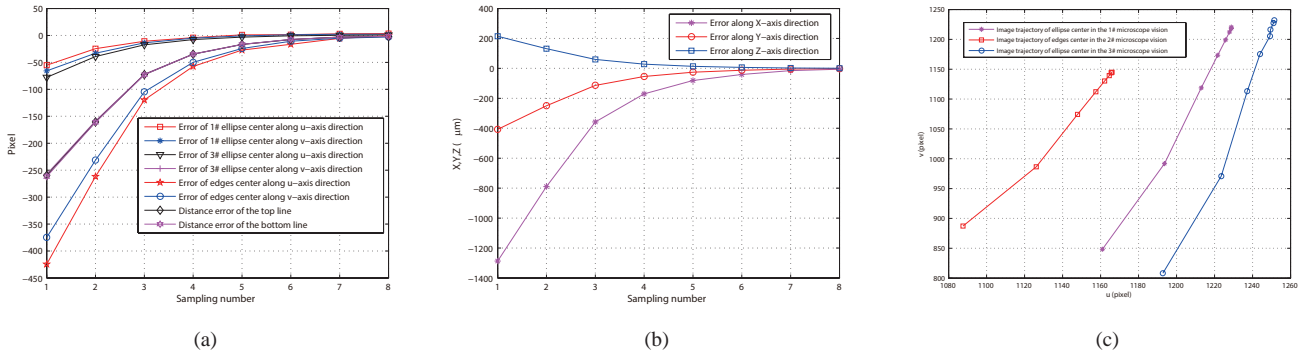 50
0
−50
−100
−150
−200
−250
−300
−350
−400
−450
Pixel
1 2 3 4 5 6 7 8
Sampling number
Error of 1# ellipse center along u−axis direction
Error of 1# ellipse center along v−axis direction
Error of 3# ellipse center along u−axis direction
Error of 3# ellipse center along v−axis direction
Error of edges center along u−axis direction
Error of edges center along v−axis direction
Distance error of the top line
Distance error of the bottom line
(a)
400
200
0
−200
−400
−600
−800
−1000
−1200
−1400
X,Y,Z ( μm)
1 2 3 4 5 6 7 8
Sampling number
Error along X−axis direction
Error along Y−axis direction
Error along Z−axis direction
(b)
1250
1200
1150
1100
1050
1000
950
900
850
800
v (pixel)
1080 1100 1120 1140 1160 1180 1200 1220 1240 1260
u (pixel)
Image trajectory of ellipse center in the 1# microscope vision
Image trajectory of edges center in the 2# microscope vision
Image trajectory of ellipse center in the 3# microscope vision
(c)